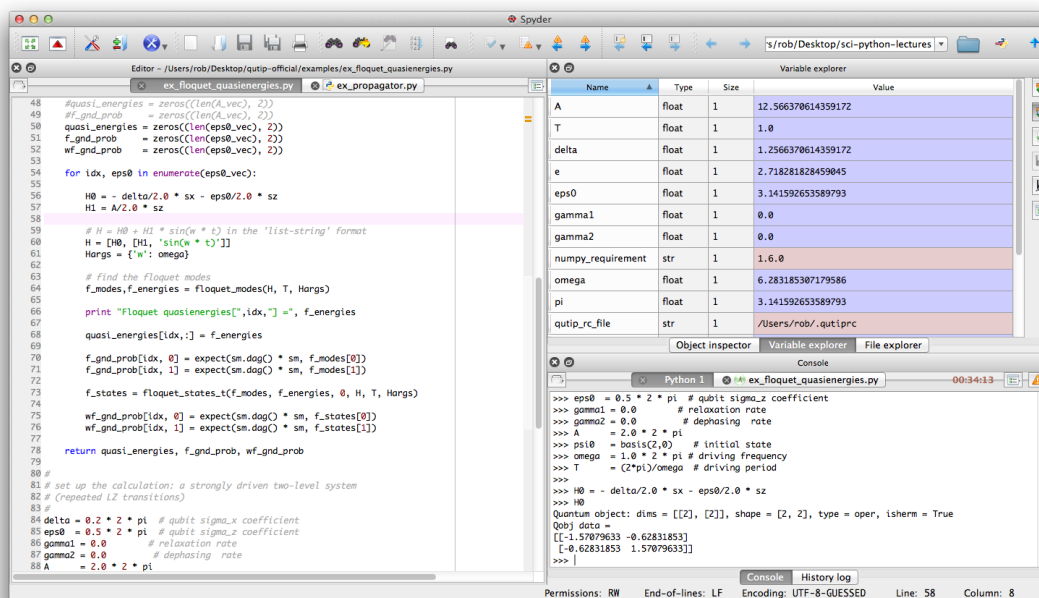 Spyder
's/rob/Desktop/sci-python-lectures
Editor - /Users/rob/Desktop/qutip-official/examples/ex_floquet_quasienergies.py
ex_floquet_quasienergies.py
ex_propagator.py
48 #quasi_energies = zeros((len(A_vec), 2))
49 #f_gnd_prob = zeros((len(A_vec), 2))
50 quasi_energies = zeros((len(eps0_vec), 2))
51 f_gnd_prob = zeros((len(eps0_vec), 2))
52 wf_gnd_prob = zeros((len(eps0_vec), 2))
53
54 for idx, eps0 in enumerate(eps0_vec):
55
56 H0 = - delta/2.0 * sx - eps0/2.0 * sz
57 H1 = A/2.0 * sz
58
59 # H = H0 + H1 * sin(w * t) in the 'list-string' format
60 H = [H0, [H1, 'sin(w * t)']]
61 Hargs = {'w': omega}
62
63 # find the floquet modes
64 f_modes,f_energies = floquet_modes(H, T, Hargs)
65
66 print "Floquet quasienergies[",idx,"] =", f_energies
67
68 quasi_energies[idx,:] = f_energies
69
70 f_gnd_prob[idx, 0] = expect(sm.dag() * sm, f_modes[0])
71 f_gnd_prob[idx, 1] = expect(sm.dag() * sm, f_modes[1])
72
73 f_states = floquet_states_t(f_modes, f_energies, 0, H, T, Hargs)
74
75 wf_gnd_prob[idx, 0] = expect(sm.dag() * sm, f_states[0])
76 wf_gnd_prob[idx, 1] = expect(sm.dag() * sm, f_states[1])
77
78 return quasi_energies, f_gnd_prob, wf_gnd_prob
79
80 #
81 # set up the calculation: a strongly driven two-level system
82 # (repeated LZ transitions)
83 #
84 delta = 0.2 * 2 * pi # qubit sigma_x coefficient
85 eps0 = 0.5 * 2 * pi # qubit sigma_z coefficient
86 gamma1 = 0.0 # relaxation rate
87 gamma2 = 0.0 # dephasing rate
88 A = 2.0 * 2 * pi
Variable explorer
Name Type Size Value
A float 1 12.566370614359172
T float 1 1.0
delta float 1 1.2566370614359172
e float 1 2.718281828459045
eps0 float 1 3.141592653589793
gamma1 float 1 0.0
gamma2 float 1 0.0
numpy_requirement str 1 1.6.0
omega float 1 6.283185307179586
pi float 1 3.141592653589793
qutip_rc_file str 1 /Users/rob/.qutiprc
Object inspector Variable explorer File explorer
Console
Python 1 ex_floquet_quasienergies.py 00:34:13
>>> eps0 = 0.5 * 2 * pi # qubit sigma_z coefficient
>>> gamma1 = 0.0 # relaxation rate
>>> gamma2 = 0.0 # dephasing rate
>>> A = 2.0 * 2 * pi
>>> psi0 = basis(2,0) # initial state
>>> omega = 1.0 * 2 * pi # driving frequency
>>> T = (2*pi)/omega # driving period
>>>
>>> H0 = - delta/2.0 * sx - eps0/2.0 * sz
>>> H0
Quantum object: dims = [[2], [2]], shape = [2, 2], type = oper, isherm = True
Qobj data =
[[-1.57079633 -0.62831853]
[-0.62831853 1.57079633]]
>>>
Console History log
Permissions: RW End-of-lines: LF Encoding: UTF-8-GUESSED Line: 58 Column: 8